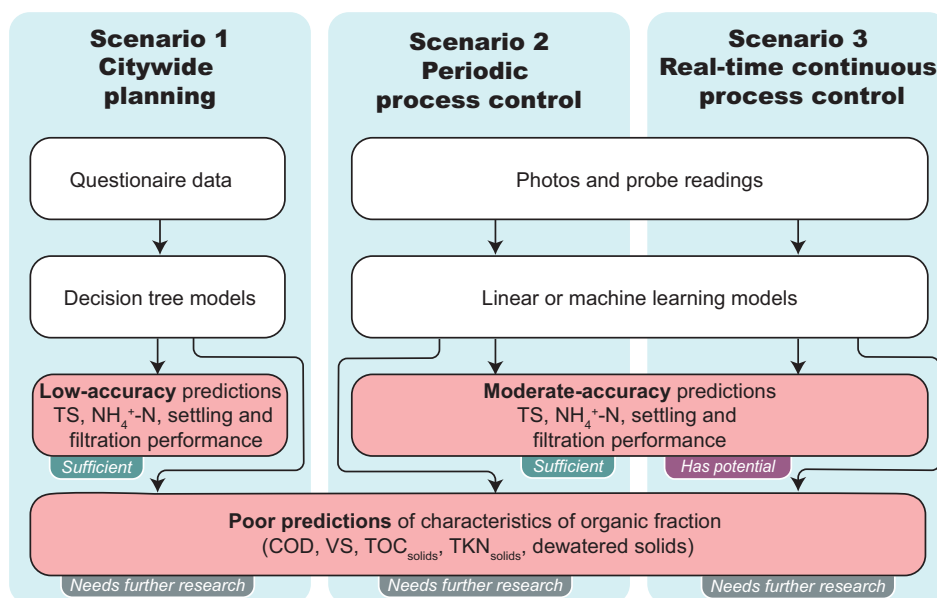 Scenario 1
Citywide
planning
Scenario 2
Periodic
process control
Scenario 3
Real-time continuous
process control
Questionaire data
Photos and probe readings
Decision tree models
Linear or machine learning models
Low-accuracy predictions
TS, NH₄⁺-N, settling and
filtration performance
Sufficient
Moderate-accuracy predictions
TS, NH₄⁺-N, settling and
filtration performance
Sufficient
Has potential
Poor predictions of characteristics of organic fraction
(COD, VS, TOCsolids, TKNsolids, dewatered solids)
Needs further research
Needs further research
Needs further research